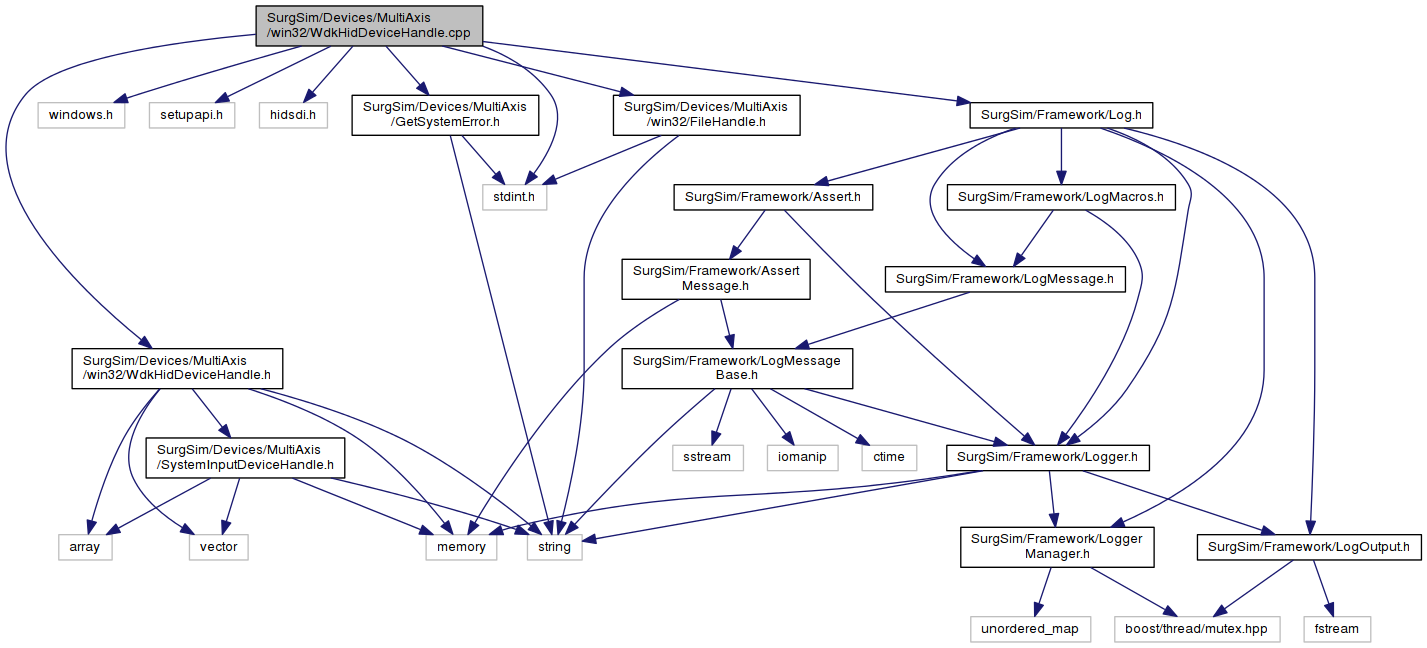 SurgSim/Devices/MultiAxis
/win32/WdkHidDeviceHandle.cpp
windows.h
setupapi.h
hidsdi.h
SurgSim/Devices/MultiAxis
/GetSystemError.h
SurgSim/Devices/MultiAxis
/win32/FileHandle.h
SurgSim/Framework/Log.h
stdint.h
SurgSim/Framework/Assert.h
SurgSim/Framework/LogMacros.h
SurgSim/Framework/Assert
Message.h
SurgSim/Framework/LogMessage.h
SurgSim/Devices/MultiAxis
/win32/WdkHidDeviceHandle.h
SurgSim/Framework/LogMessage
Base.h
SurgSim/Devices/MultiAxis
/SystemInputDeviceHandle.h
sstream
iomanip
ctime
SurgSim/Framework/Logger.h
array
vector
memory
string
SurgSim/Framework/Logger
Manager.h
SurgSim/Framework/LogOutput.h
unordered_map
boost/thread/mutex.hpp
fstream